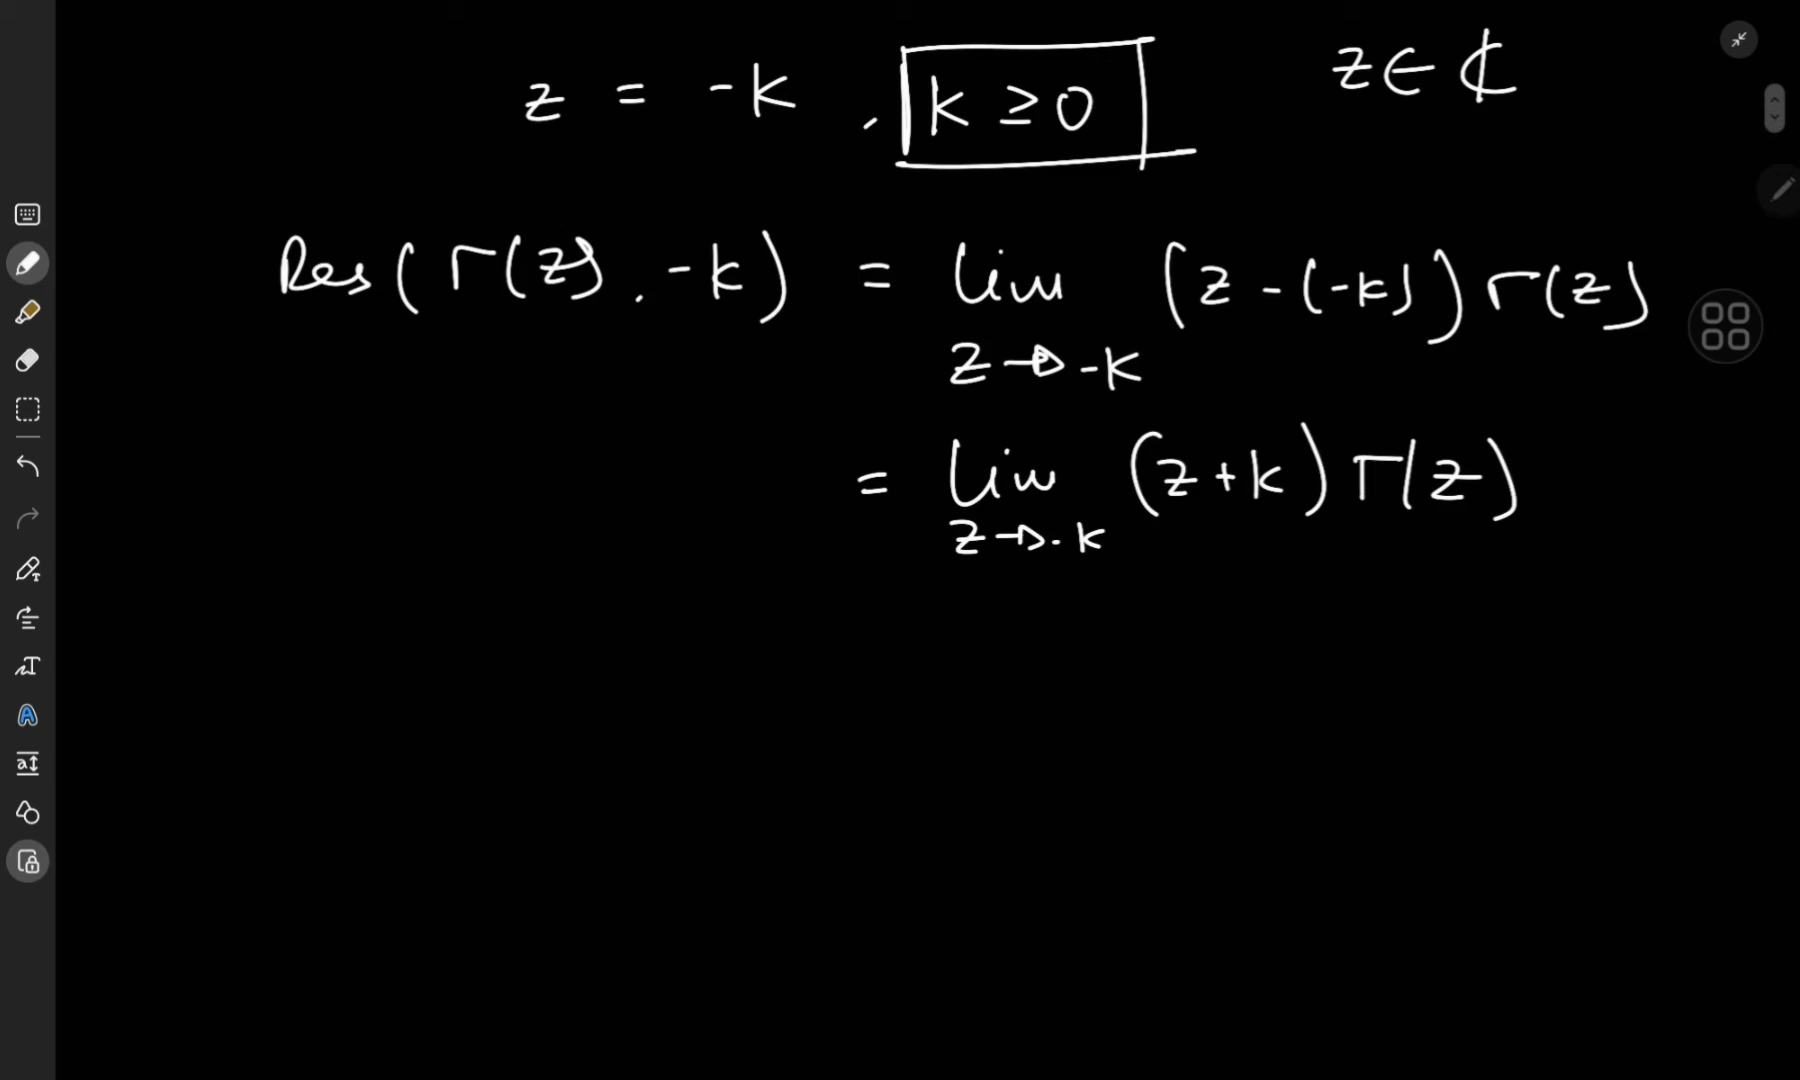 z = -k , k ≥ 0 z ∈ ℂ
Res( Γ(z) , -k ) = lim (z - (-k)) Γ(z)
z → -k
= lim (z + k) Γ(z)
z → -k